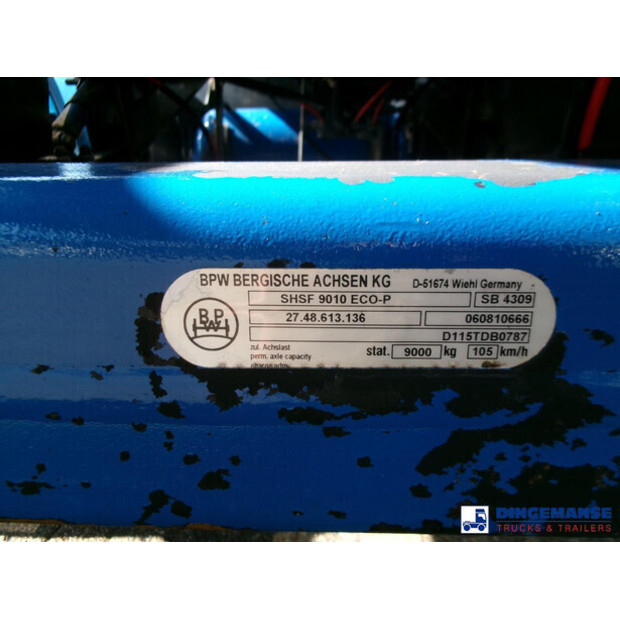 BPW BERGISCHE ACHSEN KG D-51674 Wiehl Germany
SHSF 9010 ECO-P SB 4309
BPW 27.48.613.136 060810666
D115TDB0787
zul. Achslast
perm. axle capacity stat. 9000 kg 105 km/h
DINGEMANSE
TRUCKS & TRAILERS